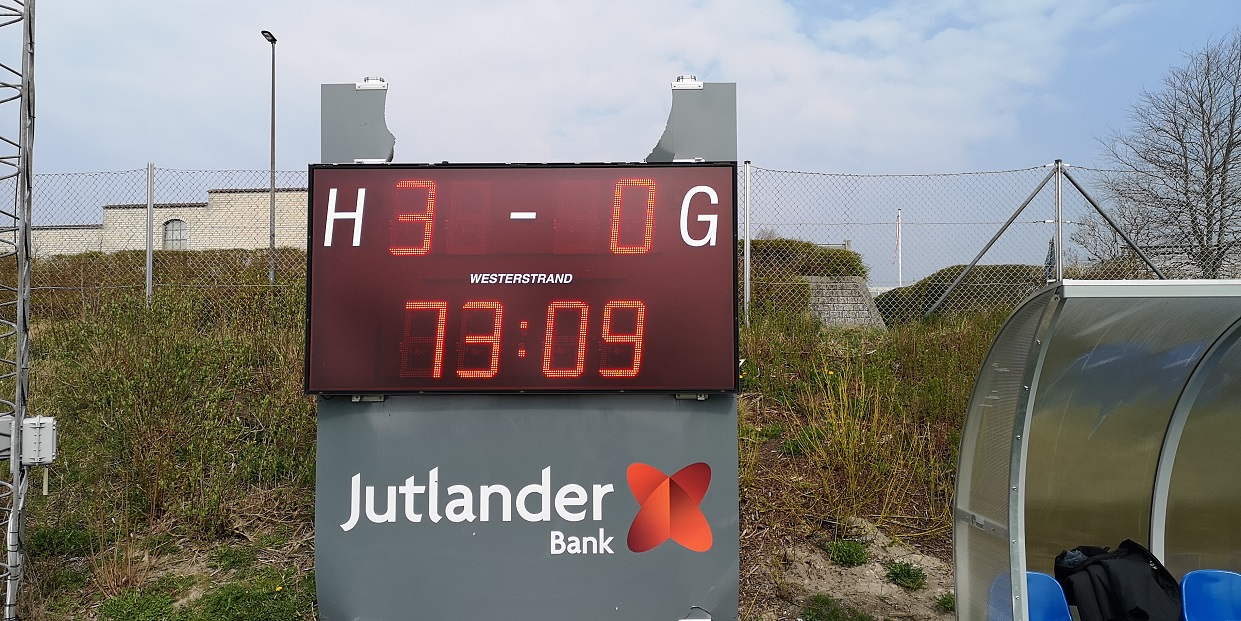 H 3 - 0 G
WESTERSTRAND
73:09
Jutlander
Bank